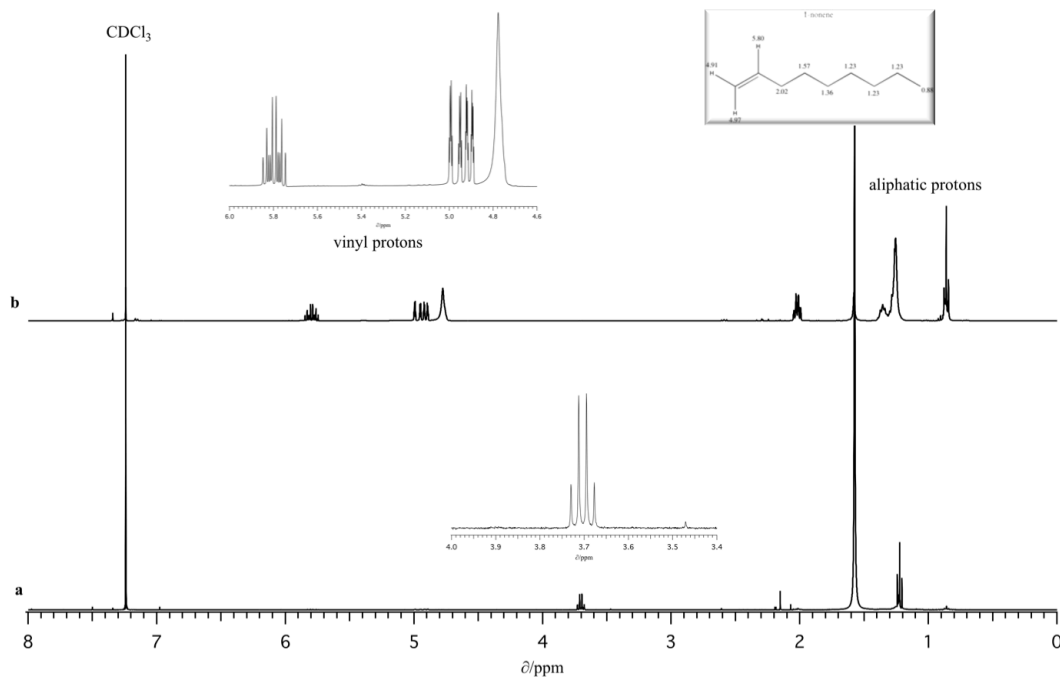 1 nonene
CDCl3
5.80
4.91
1.57
1.23
1.23
2.02
1.36
1.23
0.88
4.97
aliphatic protons
6.0 5.8 5.6 5.4 5.2 5.0 4.8 4.6
∂/ppm
vinyl protons
b
4.0 3.9 3.8 3.7 3.6 3.5 3.4
∂/ppm
a
8 7 6 5 4 3 2 1 0
∂/ppm